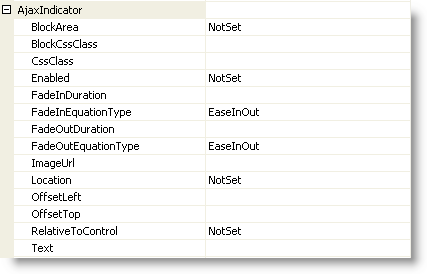 AjaxIndicator
BlockArea NotSet
BlockCssClass
CssClass
Enabled NotSet
FadeInDuration
FadeInEquationType EaseInOut
FadeOutDuration
FadeOutEquationType EaseInOut
ImageUrl
Location NotSet
OffsetLeft
OffsetTop
RelativeToControl NotSet
Text